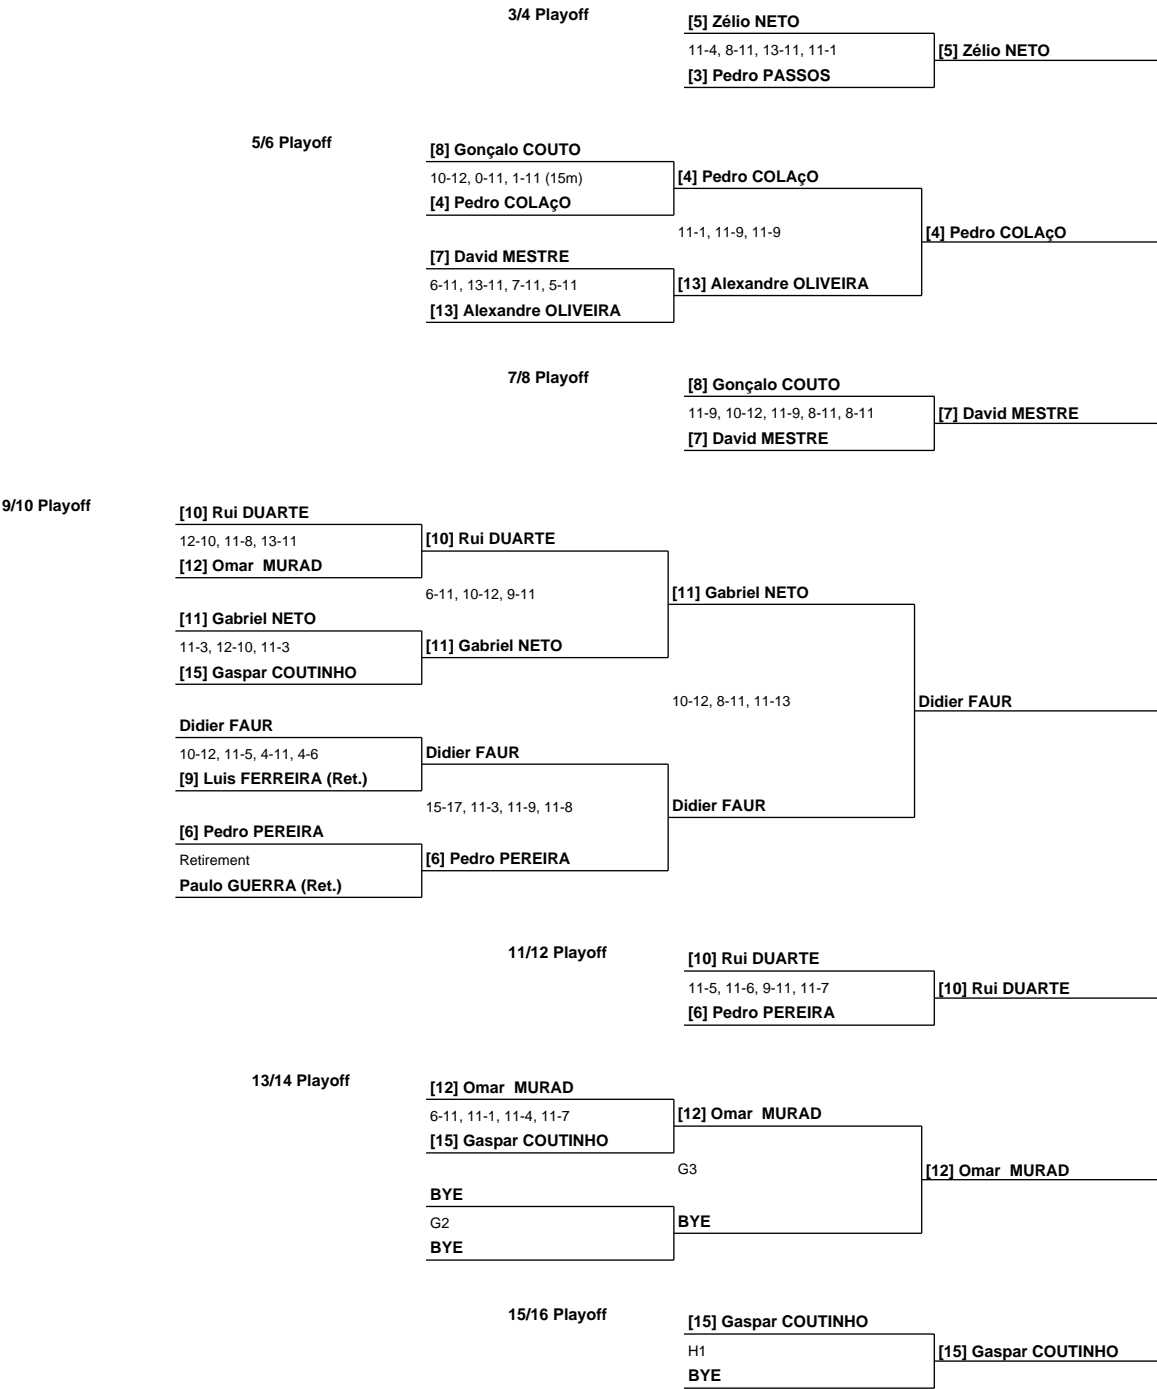 3/4 Playoff
[5] Zélio NETO
11-4, 8-11, 13-11, 11-1
[5] Zélio NETO
[3] Pedro PASSOS
5/6 Playoff
[8] Gonçalo COUTO
10-12, 0-11, 1-11 (15m)
[4] Pedro COLAçO
[4] Pedro COLAçO
11-1, 11-9, 11-9
[4] Pedro COLAçO
[7] David MESTRE
6-11, 13-11, 7-11, 5-11
[13] Alexandre OLIVEIRA
[13] Alexandre OLIVEIRA
7/8 Playoff
[8] Gonçalo COUTO
11-9, 10-12, 11-9, 8-11, 8-11
[7] David MESTRE
[7] David MESTRE
9/10 Playoff
[10] Rui DUARTE
12-10, 11-8, 13-11
[10] Rui DUARTE
[12] Omar  MURAD
6-11, 10-12, 9-11
[11] Gabriel NETO
[11] Gabriel NETO
11-3, 12-10, 11-3
[11] Gabriel NETO
[15] Gaspar COUTINHO
10-12, 8-11, 11-13
Didier FAUR
Didier FAUR
10-12, 11-5, 4-11, 4-6
Didier FAUR
[9] Luis FERREIRA (Ret.)
15-17, 11-3, 11-9, 11-8
Didier FAUR
[6] Pedro PEREIRA
Retirement
[6] Pedro PEREIRA
Paulo GUERRA (Ret.)
11/12 Playoff
[10] Rui DUARTE
11-5, 11-6, 9-11, 11-7
[10] Rui DUARTE
[6] Pedro PEREIRA
13/14 Playoff
[12] Omar  MURAD
6-11, 11-1, 11-4, 11-7
[12] Omar  MURAD
[15] Gaspar COUTINHO
G3
[12] Omar  MURAD
BYE
G2
BYE
BYE
15/16 Playoff
[15] Gaspar COUTINHO
H1
[15] Gaspar COUTINHO
BYE